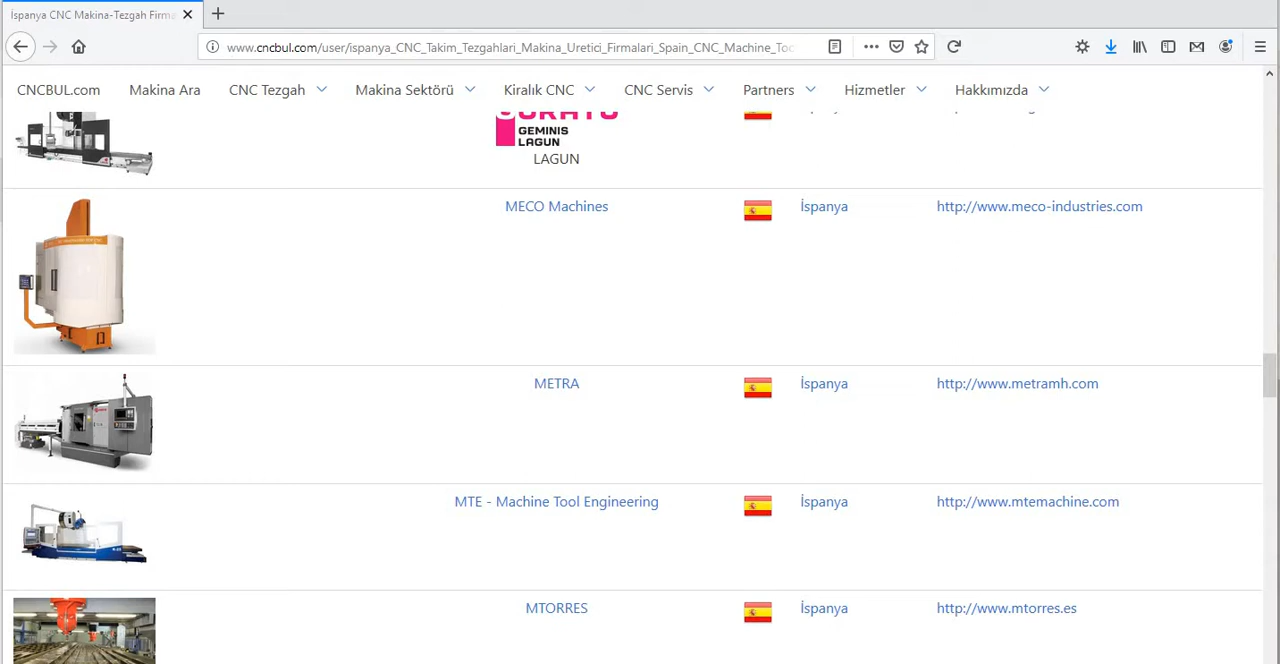 İspanya CNC Makina-Tezgah Firma
www.cncbul.com/user/ispanya_CNC_Takim_Tezgahlari_Makina_Uretici_Firmalari_Spain_CNC_Machine_Too
CNCBUL.com Makina Ara CNC Tezgah Makina Sektörü Kiralık CNC CNC Servis Partners Hizmetler Hakkımızda
GEMINIS
LAGUN
LAGUN
MECO Machines İspanya http://www.meco-industries.com
METRA İspanya http://www.metramh.com
MTE - Machine Tool Engineering İspanya http://www.mtemachine.com
MTORRES İspanya http://www.mtorres.es